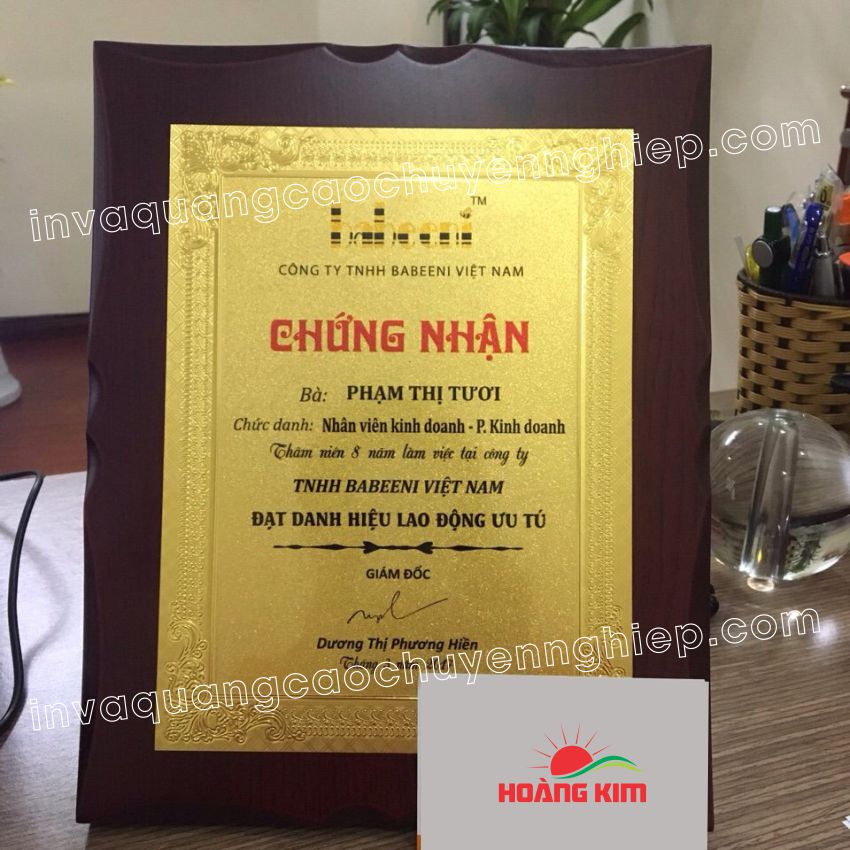 invaquangcaochuyennghiep.com
babeeni™
CÔNG TY TNHH BABEENI VIỆT NAM
CHỨNG NHẬN
Bà: PHẠM THỊ TƯƠI
Chức danh: Nhân viên kinh doanh - P. Kinh doanh
Thâm niên 8 năm làm việc tại công ty
TNHH BABEENI VIỆT NAM
ĐẠT DANH HIỆU LAO ĐỘNG ƯU TÚ
GIÁM ĐỐC
Dương Thị Phương Hiền
Tháng
invaquangcaochuyennghiep.com
HOÀNG KIM